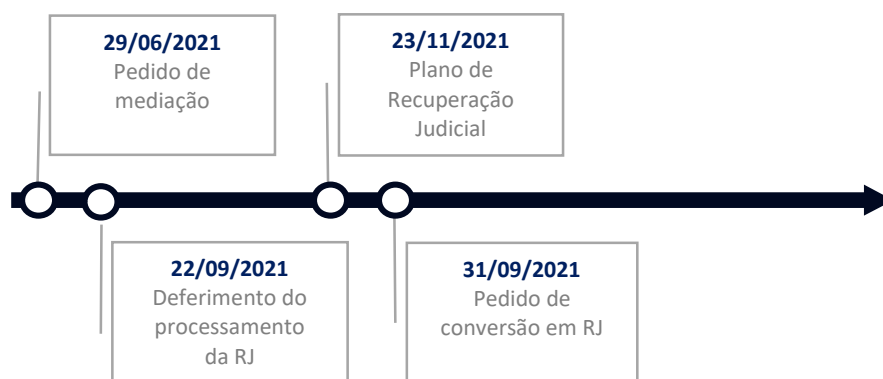 29/06/2021
Pedido de
mediação
23/11/2021
Plano de
Recuperação
Judicial
22/09/2021
Deferimento do
processamento
da RJ
31/09/2021
Pedido de
conversão em RJ